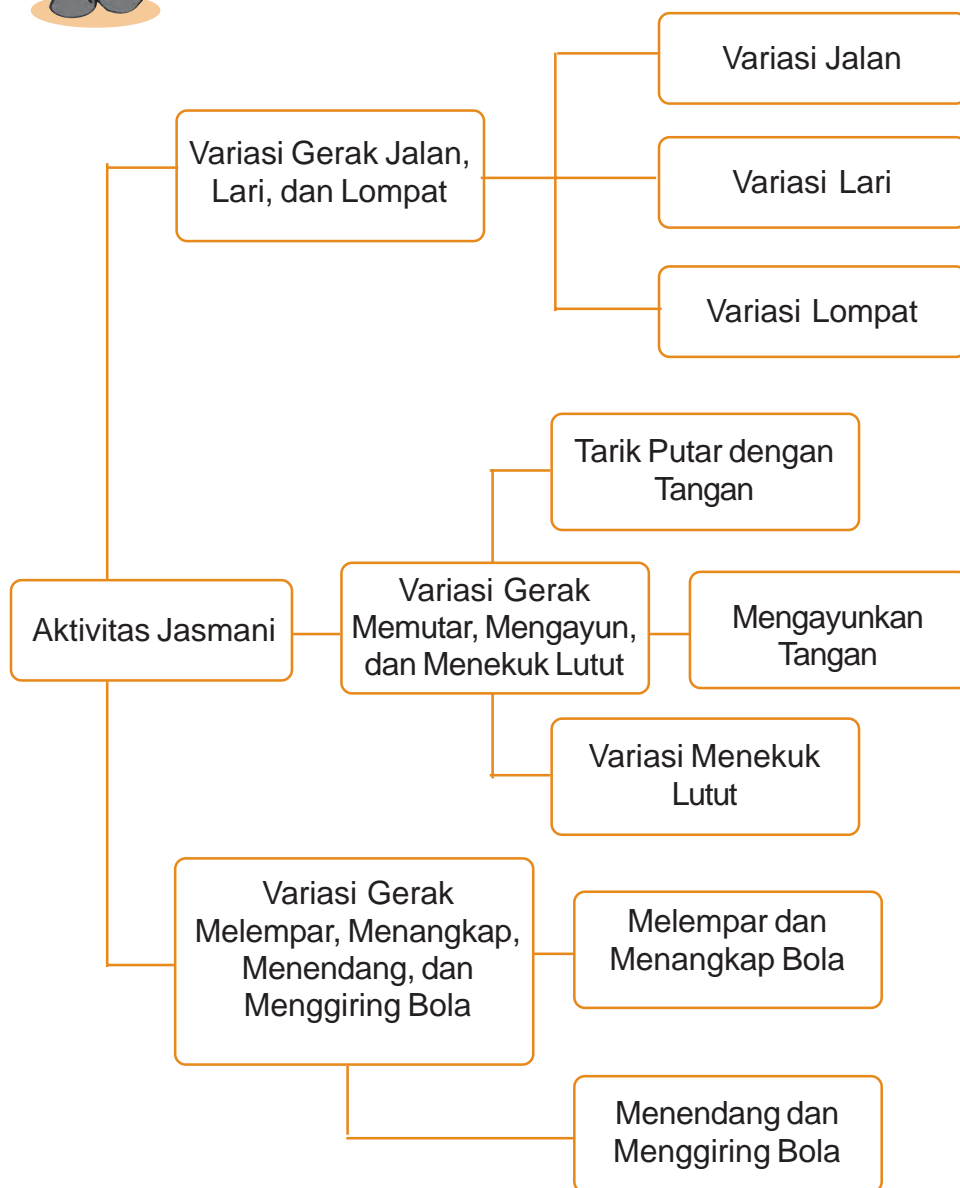 Variasi Jalan
Variasi Gerak Jalan,
Lari, dan Lompat
Variasi Lari
Variasi Lompat
Tarik Putar dengan
Tangan
Aktivitas Jasmani
Variasi Gerak
Memutar, Mengayun,
dan Menekuk Lutut
Mengayunkan
Tangan
Variasi Menekuk
Lutut
Variasi Gerak
Melempar, Menangkap,
Menendang, dan
Menggiring Bola
Melempar dan
Menangkap Bola
Menendang dan
Menggiring Bola